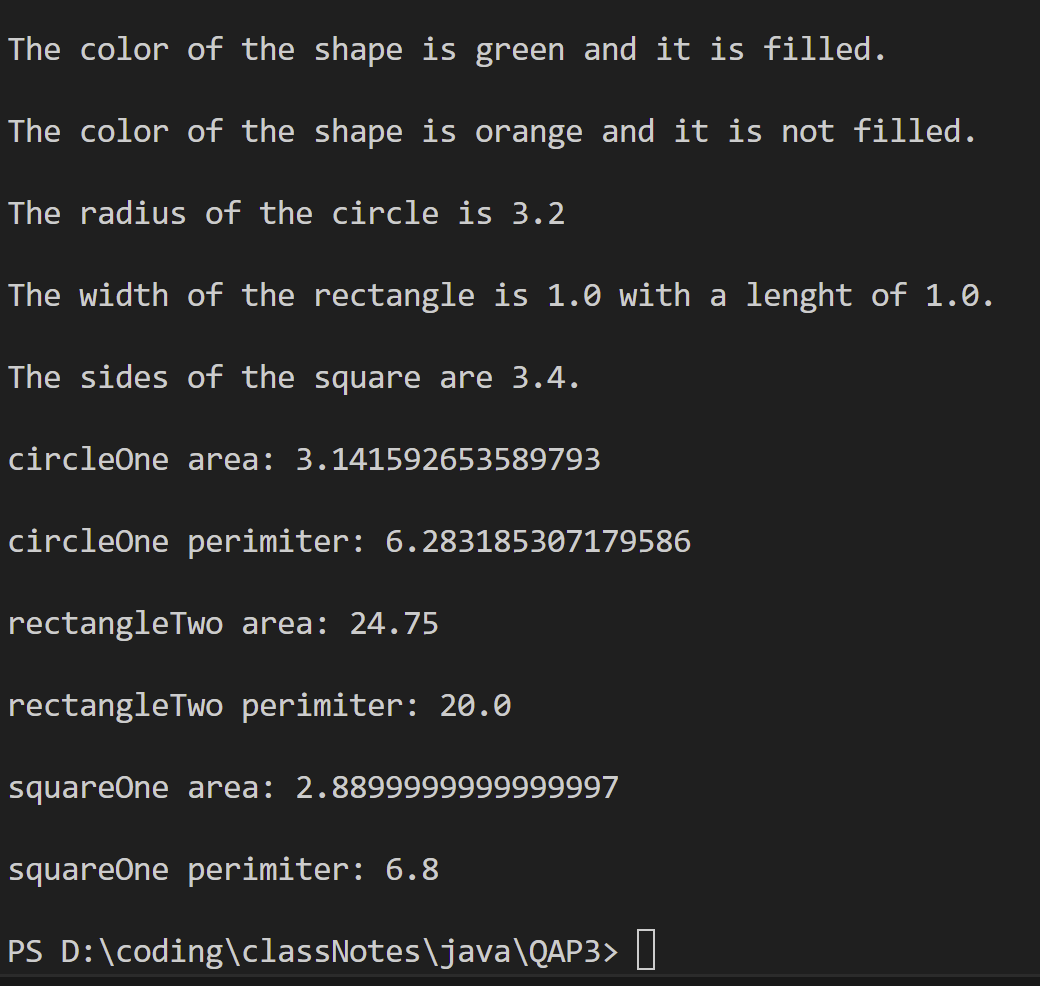 The color of the shape is green and it is filled.
The color of the shape is orange and it is not filled.
The radius of the circle is 3.2
The width of the rectangle is 1.0 with a lenght of 1.0.
The sides of the square are 3.4.
circleOne area: 3.141592653589793
circleOne perimiter: 6.283185307179586
rectangleTwo area: 24.75
rectangleTwo perimiter: 20.0
squareOne area: 2.8899999999999997
squareOne perimiter: 6.8
PS D:\coding\classNotes\java\QAP3>